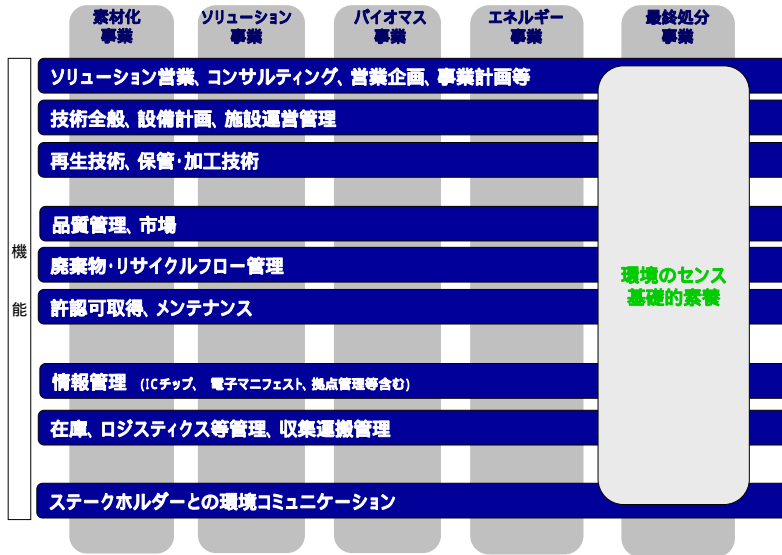 素材化
事業
ソリューション
事業
バイオマス
事業
エネルギー
事業
最終処分
事業
機
能
ソリューション営業、コンサルティング、営業企画、事業計画等
技術全般、設備計画、施設運営管理
再生技術、保管・加工技術
品質管理、市場
廃棄物・リサイクルフロー管理
許認可取得、メンテナンス
情報管理 (ICチップ、 電子マニフェスト、拠点管理等含む)
在庫、ロジスティクス等管理、収集運搬管理
ステークホルダーとの環境コミュニケーション
環境のセンス
基礎的素養